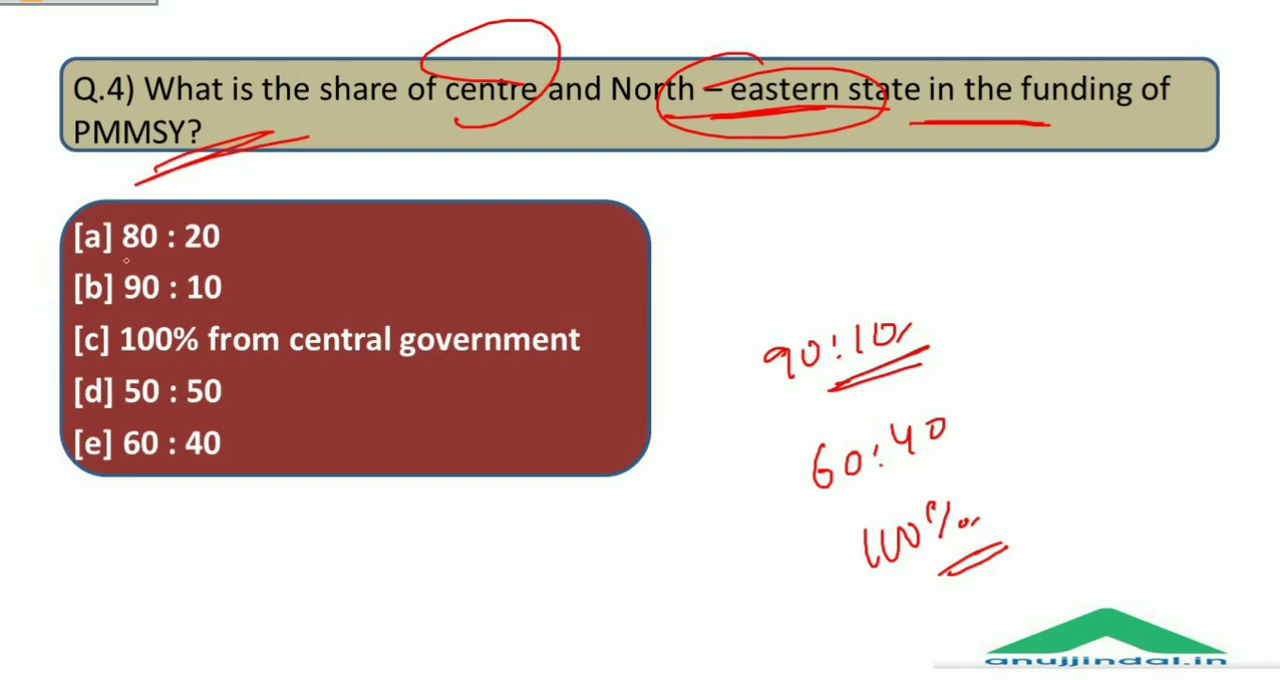 Q.4) What is the share of centre and North – eastern state in the funding of
PMMSY?
[a] 80 : 20
[b] 90 : 10
[c] 100% from central government
[d] 50 : 50
[e] 60 : 40
90:10
60:40
100%
anujjindal.in